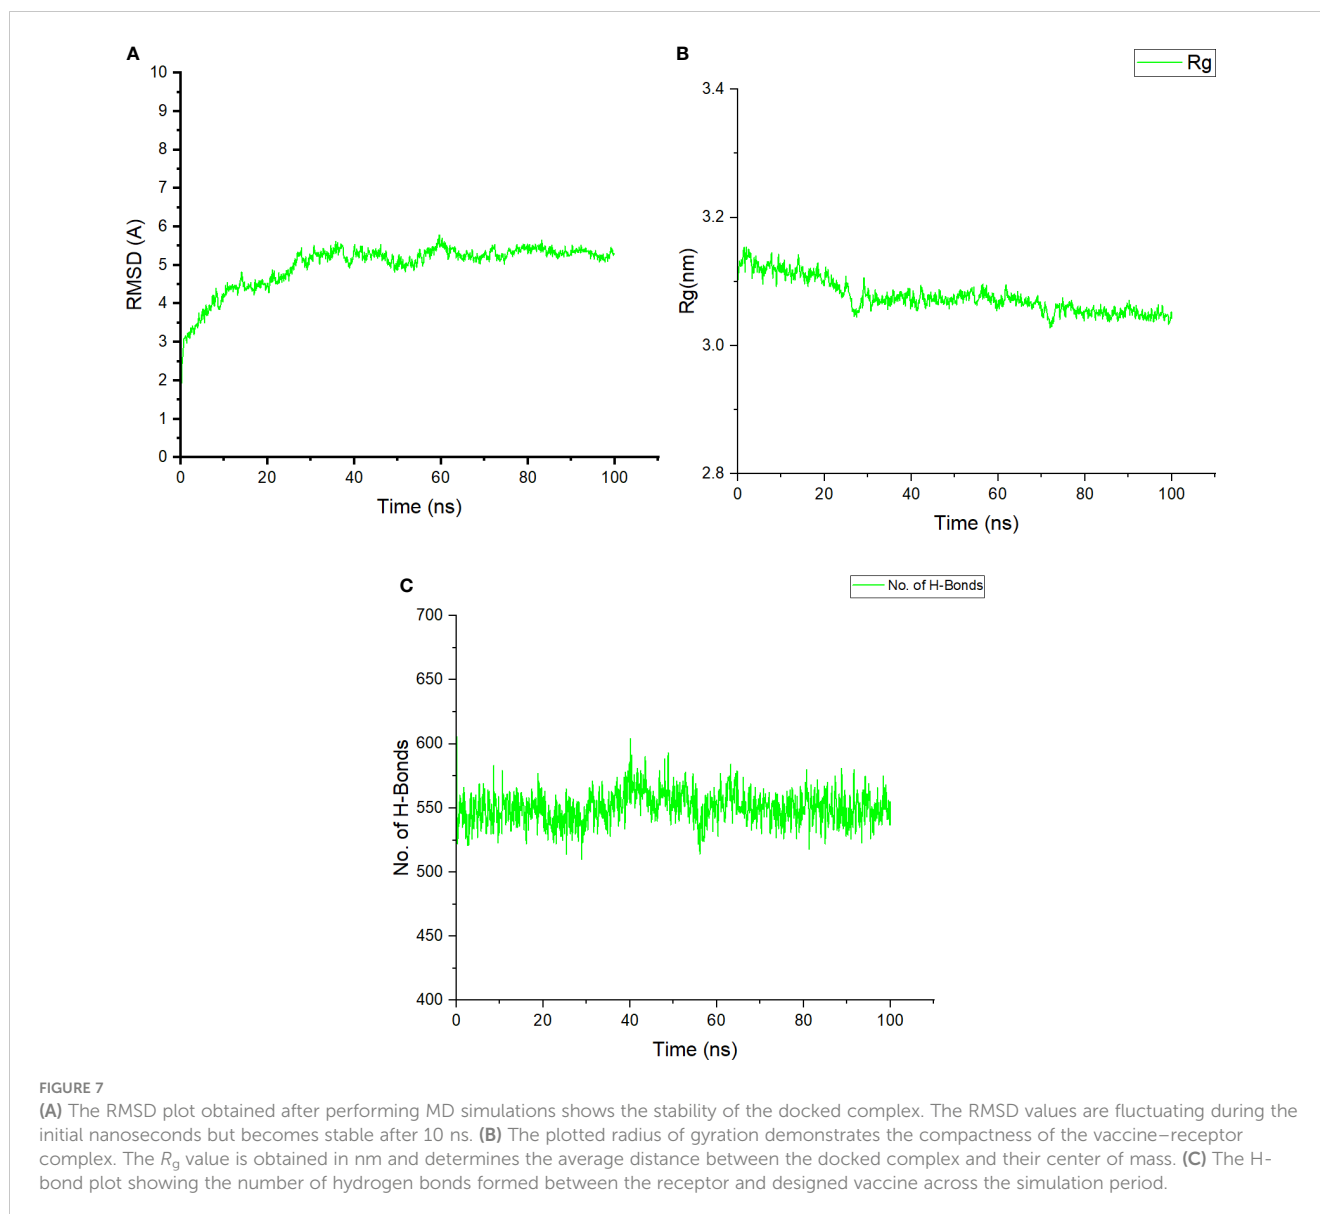 A
10
9
8
7
6
5
4
3
2
1
0
RMSD (A)
0 20 40 60 80 100
Time (ns)
B
Rg
3.4
3.2
3.0
2.8
Rg(nm)
0 20 40 60 80 100
Time (ns)
C
No. of H-Bonds
700
650
600
550
500
450
400
No. of H-Bonds
0 20 40 60 80 100
Time (ns)
FIGURE 7
(A) The RMSD plot obtained after performing MD simulations shows the stability of the docked complex. The RMSD values are fluctuating during the
initial nanoseconds but becomes stable after 10 ns. (B) The plotted radius of gyration demonstrates the compactness of the vaccine–receptor
complex. The Rg value is obtained in nm and determines the average distance between the docked complex and their center of mass. (C) The H-
bond plot showing the number of hydrogen bonds formed between the receptor and designed vaccine across the simulation period.